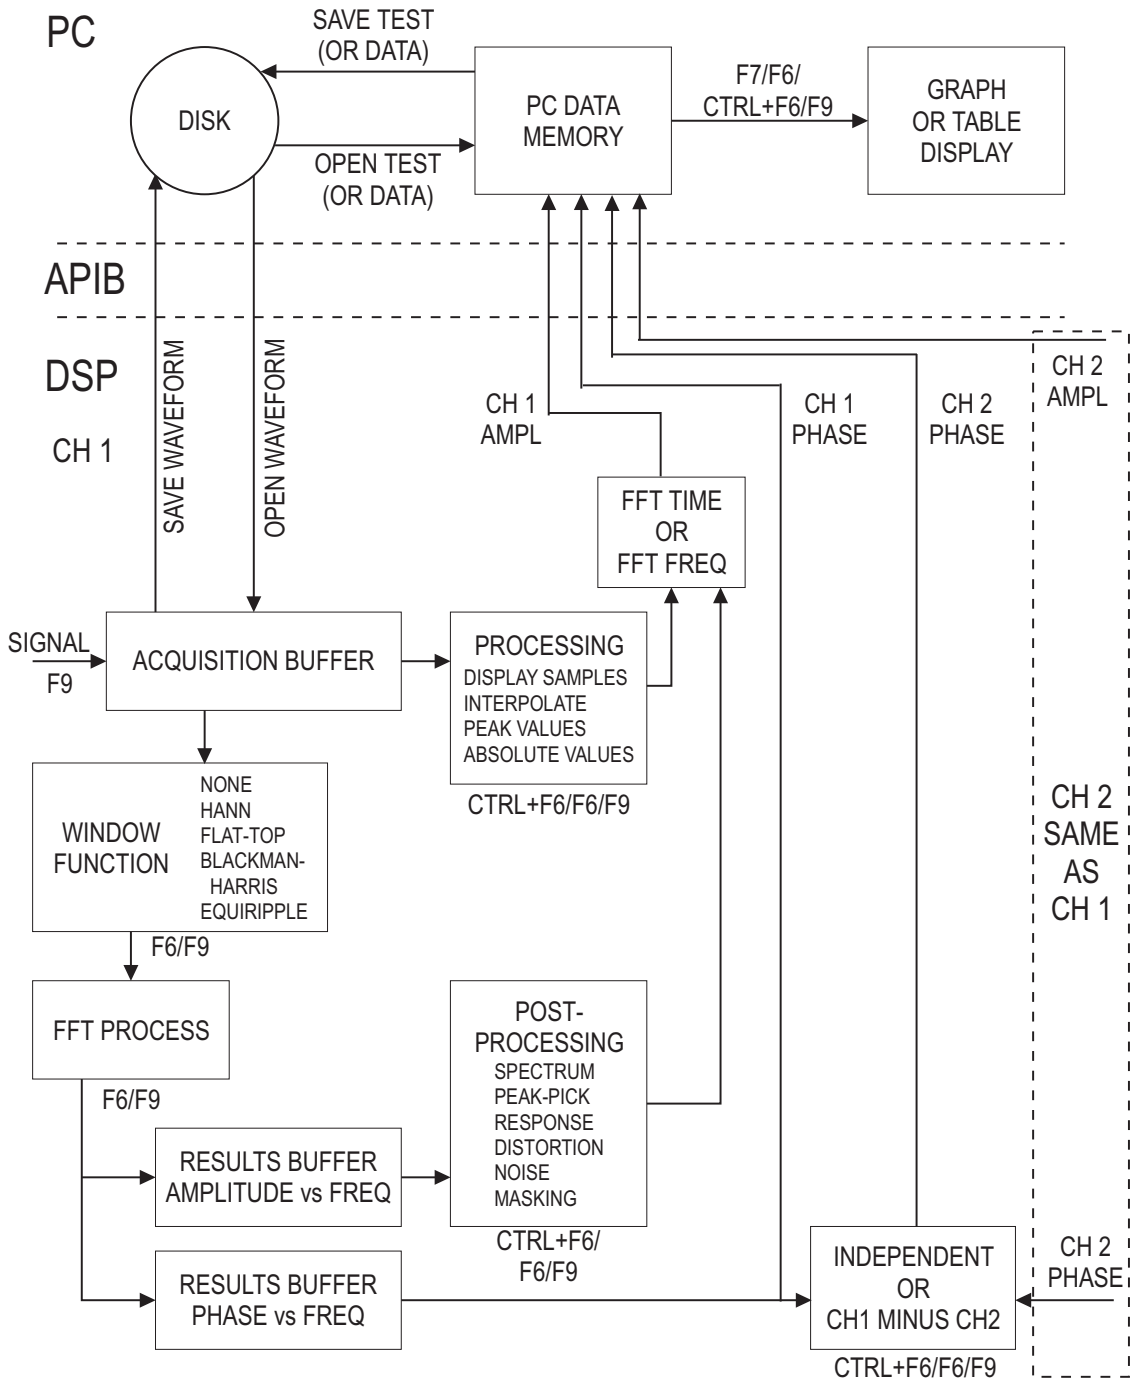 PC
SAVE TEST
(OR DATA)
DISK
OPEN TEST
(OR DATA)
PC DATA
MEMORY
F7/F6/
CTRL+F6/F9
GRAPH
OR TABLE
DISPLAY
APIB
DSP
CH 1
SAVE WAVEFORM
OPEN WAVEFORM
CH 1
AMPL
CH 1
PHASE
CH 2
PHASE
CH 2
AMPL
FFT TIME
OR
FFT FREQ
SIGNAL
F9
ACQUISITION BUFFER
PROCESSING
DISPLAY SAMPLES
INTERPOLATE
PEAK VALUES
ABSOLUTE VALUES
CTRL+F6/F6/F9
WINDOW
FUNCTION
NONE
HANN
FLAT-TOP
BLACKMAN-
HARRIS
EQUIRIPPLE
F6/F9
CH 2
SAME
AS
CH 1
FFT PROCESS
F6/F9
POST-
PROCESSING
SPECTRUM
PEAK-PICK
RESPONSE
DISTORTION
NOISE
MASKING
CTRL+F6/
F6/F9
RESULTS BUFFER
AMPLITUDE vs FREQ
RESULTS BUFFER
PHASE vs FREQ
INDEPENDENT
OR
CH1 MINUS CH2
CTRL+F6/F6/F9
CH 2
PHASE